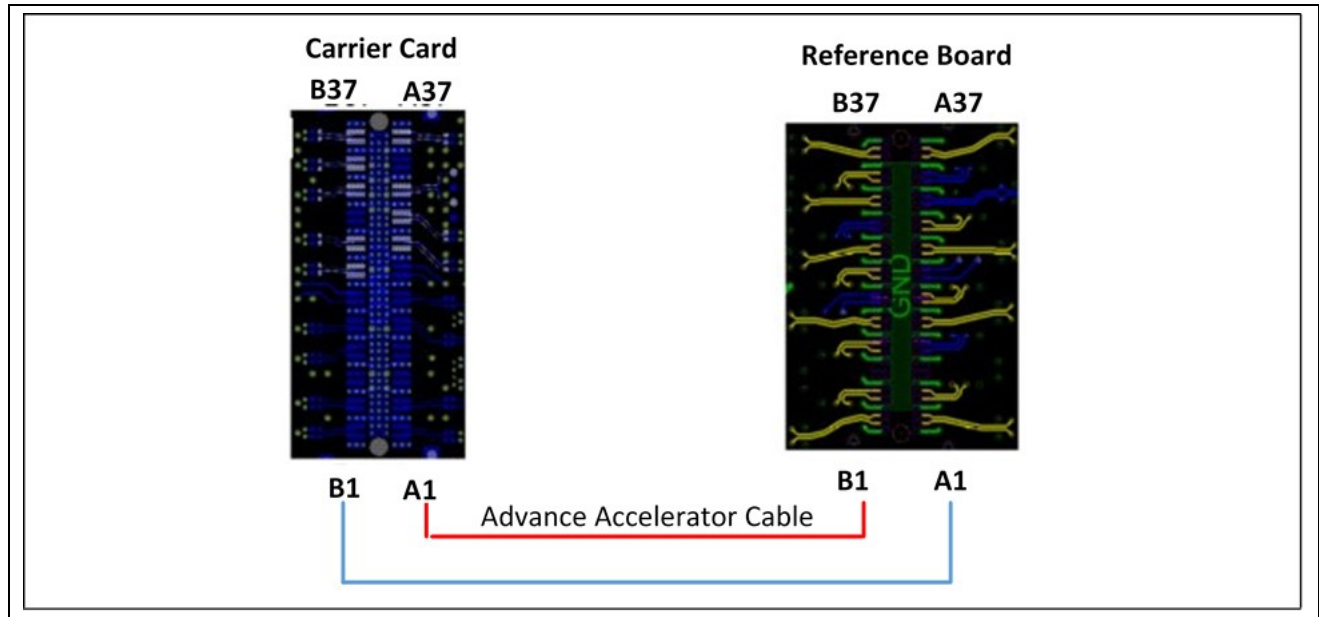 Carrier Card
B37 A37
Reference Board
B37 A37
GND
B1 A1
B1 A1
Advance Accelerator Cable